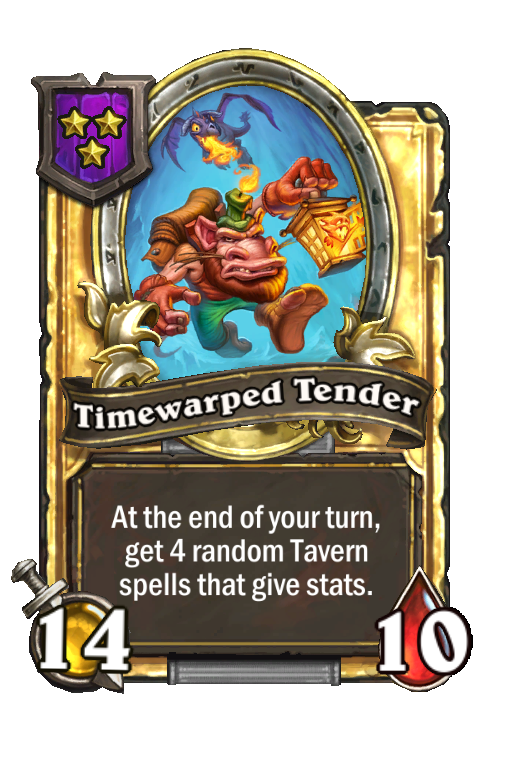 Timewarped Tender
At the end of your turn,
get 4 random Tavern
spells that give stats.
14
10